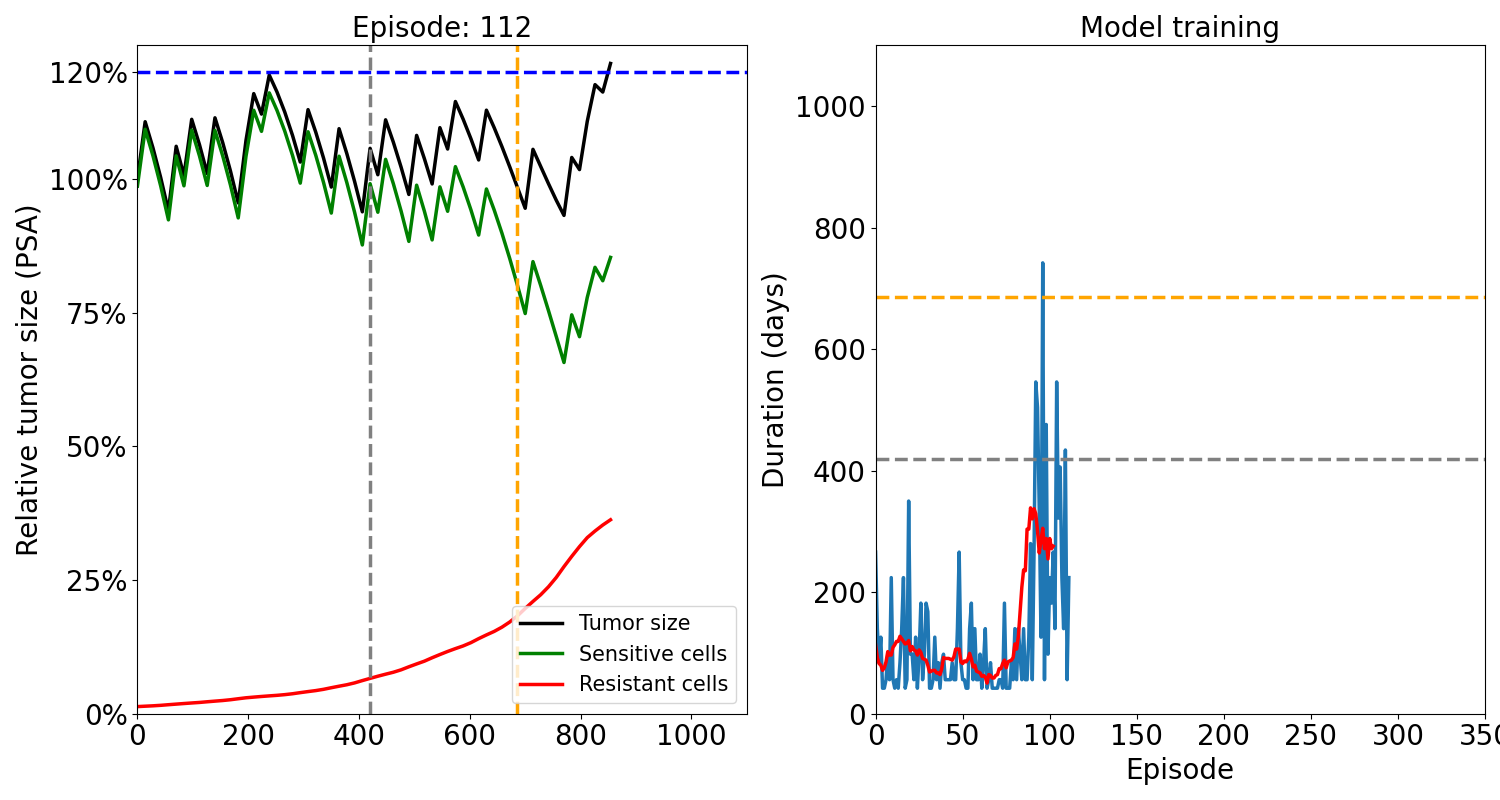 Episode: 112
Relative tumor size (PSA)
120%
100%
75%
50%
25%
0%
0 200 400 600 800 1000
Tumor size
Sensitive cells
Resistant cells
Model training
Duration (days)
1000
800
600
400
200
0
0 50 100 150 200 250 300 350
Episode